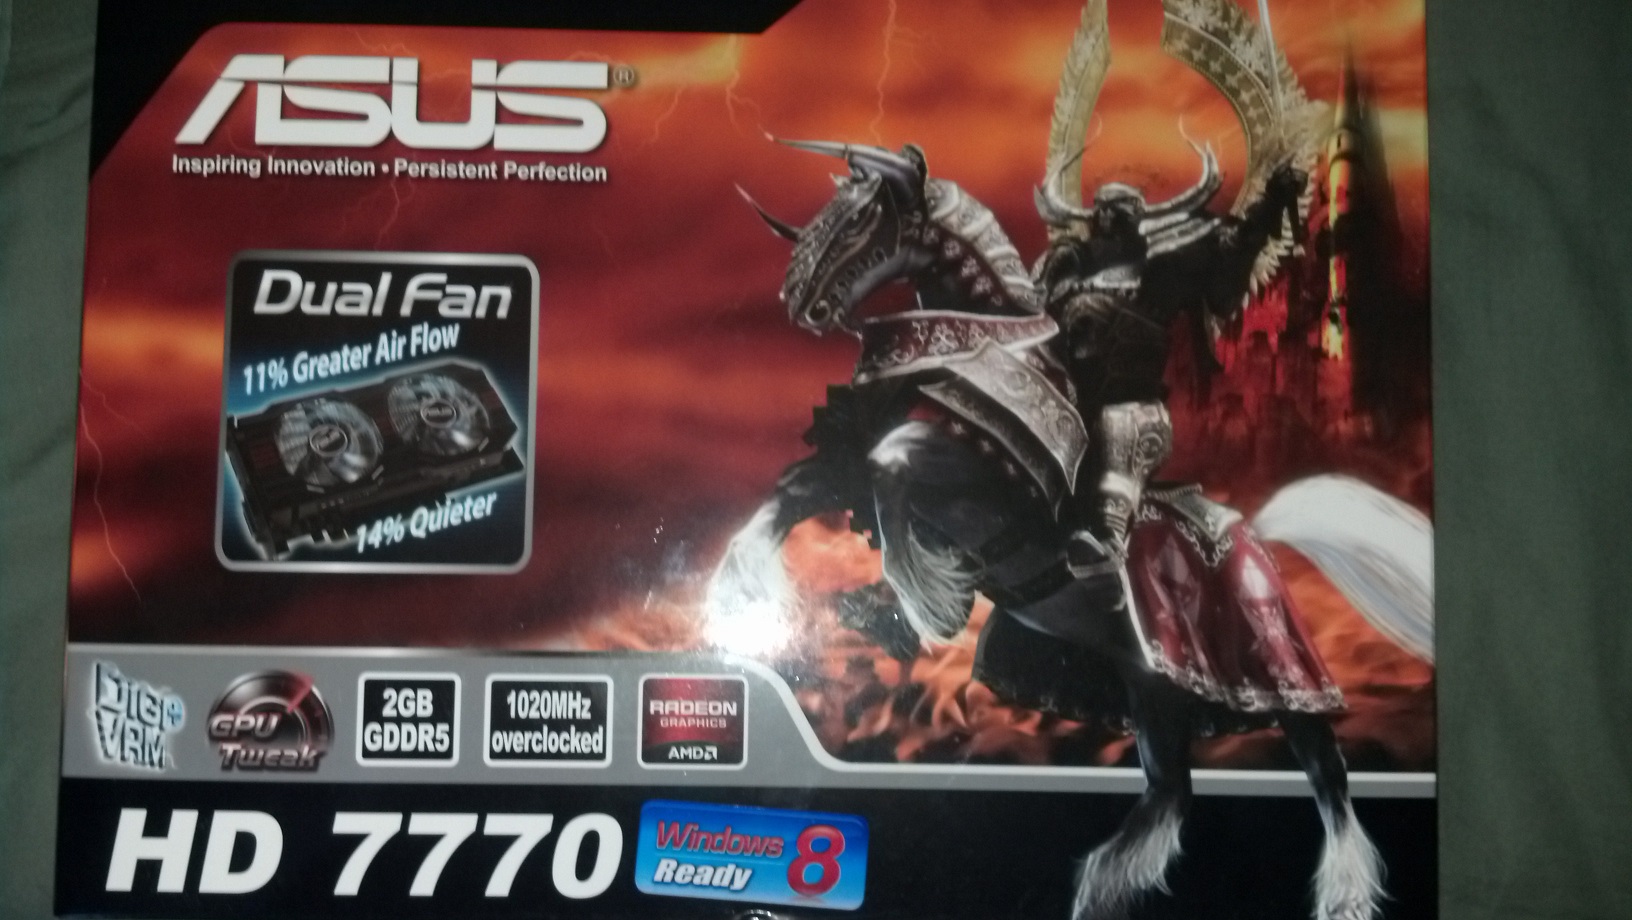 ASUS®
Inspiring Innovation • Persistent Perfection
Dual Fan
11% Greater Air Flow
14% Quieter
DIGI+
VRM
GPU
Tweak
2GB
GDDR5
1020MHz
overclocked
RADEON
GRAPHICS
AMD
HD 7770
Windows 8
Ready